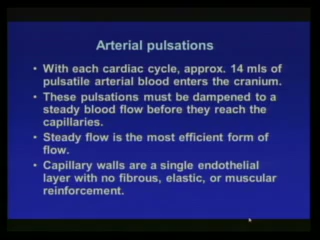 Arterial pulsations
• With each cardiac cycle, approx. 14 mls of
pulsatile arterial blood enters the cranium.
• These pulsations must be dampened to a
steady blood flow before they reach the
capillaries.
• Steady flow is the most efficient form of
flow.
• Capillary walls are a single endothelial
layer with no fibrous, elastic, or muscular
reinforcement.